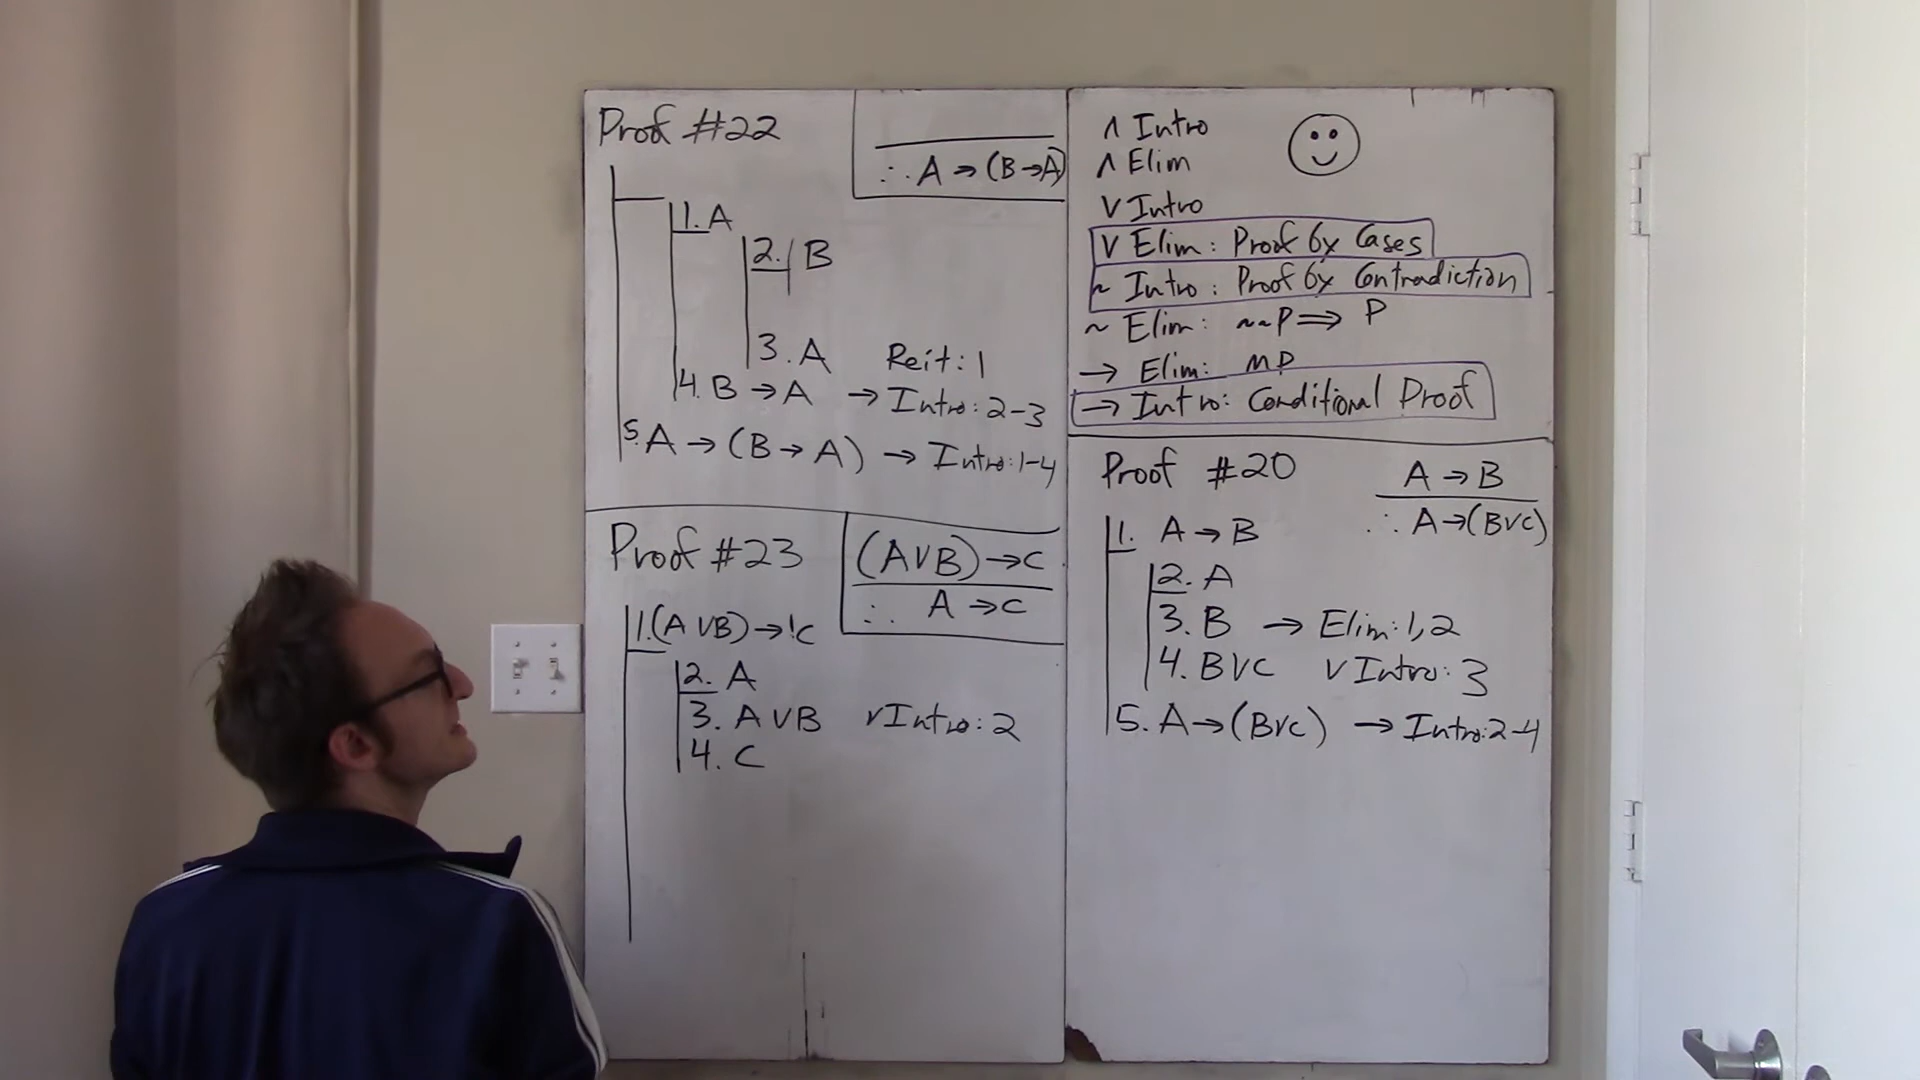 Proof #22
∴ A → (B → A)
1. A
2. B
3. A Reit: 1
4. B → A → Intro: 2-3
5. A → (B → A) → Intro: 1-4
Proof #23
(A ∨ B) → C
∴ A → C
1. (A ∨ B) → C
2. A
3. A ∨ B ∨ Intro: 2
4. C
∧ Intro
∧ Elim
∨ Intro
∨ Elim: Proof by Cases
~ Intro: Proof by Contradiction
~ Elim: ~~P ⟹ P
→ Elim: MP
→ Intro: Conditional Proof
Proof #20
A → B
∴ A → (B ∨ C)
1. A → B
2. A
3. B → Elim: 1,2
4. B ∨ C ∨ Intro: 3
5. A → (B ∨ C) → Intro: 2-4